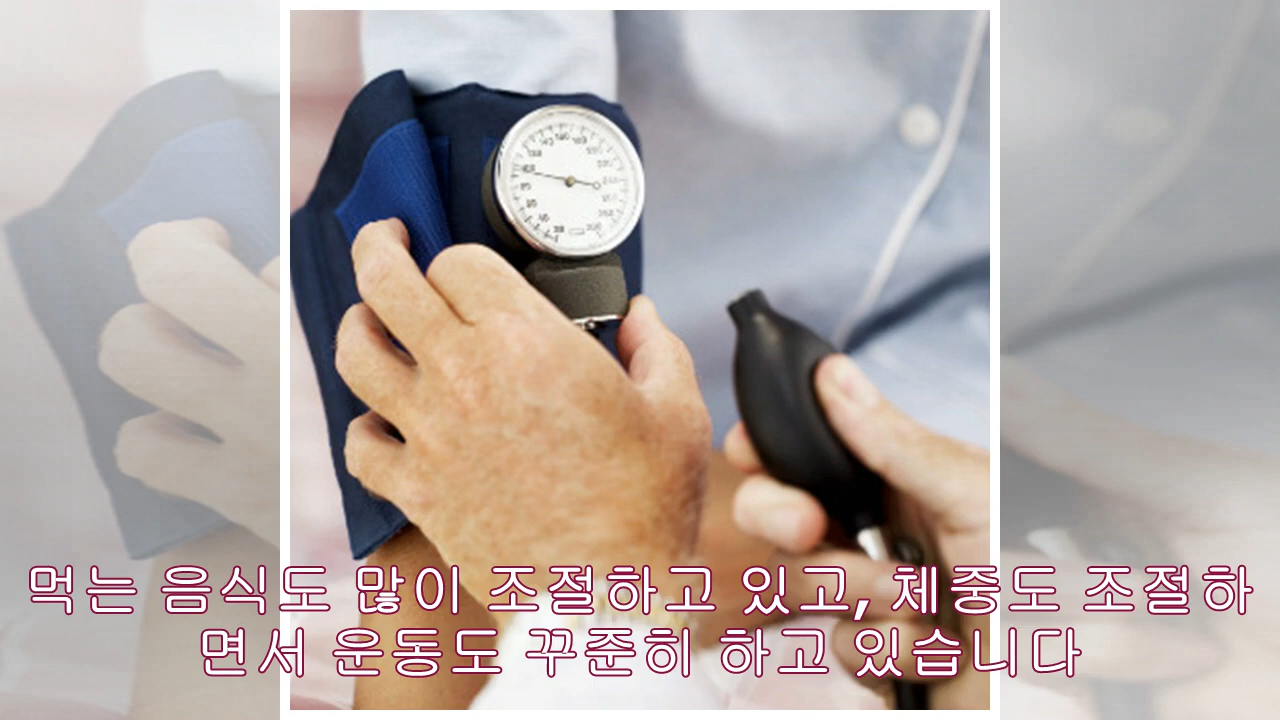 먹는 음식도 많이 조절하고 있고, 체중도 조절하
면서 운동도 꾸준히 하고 있습니다